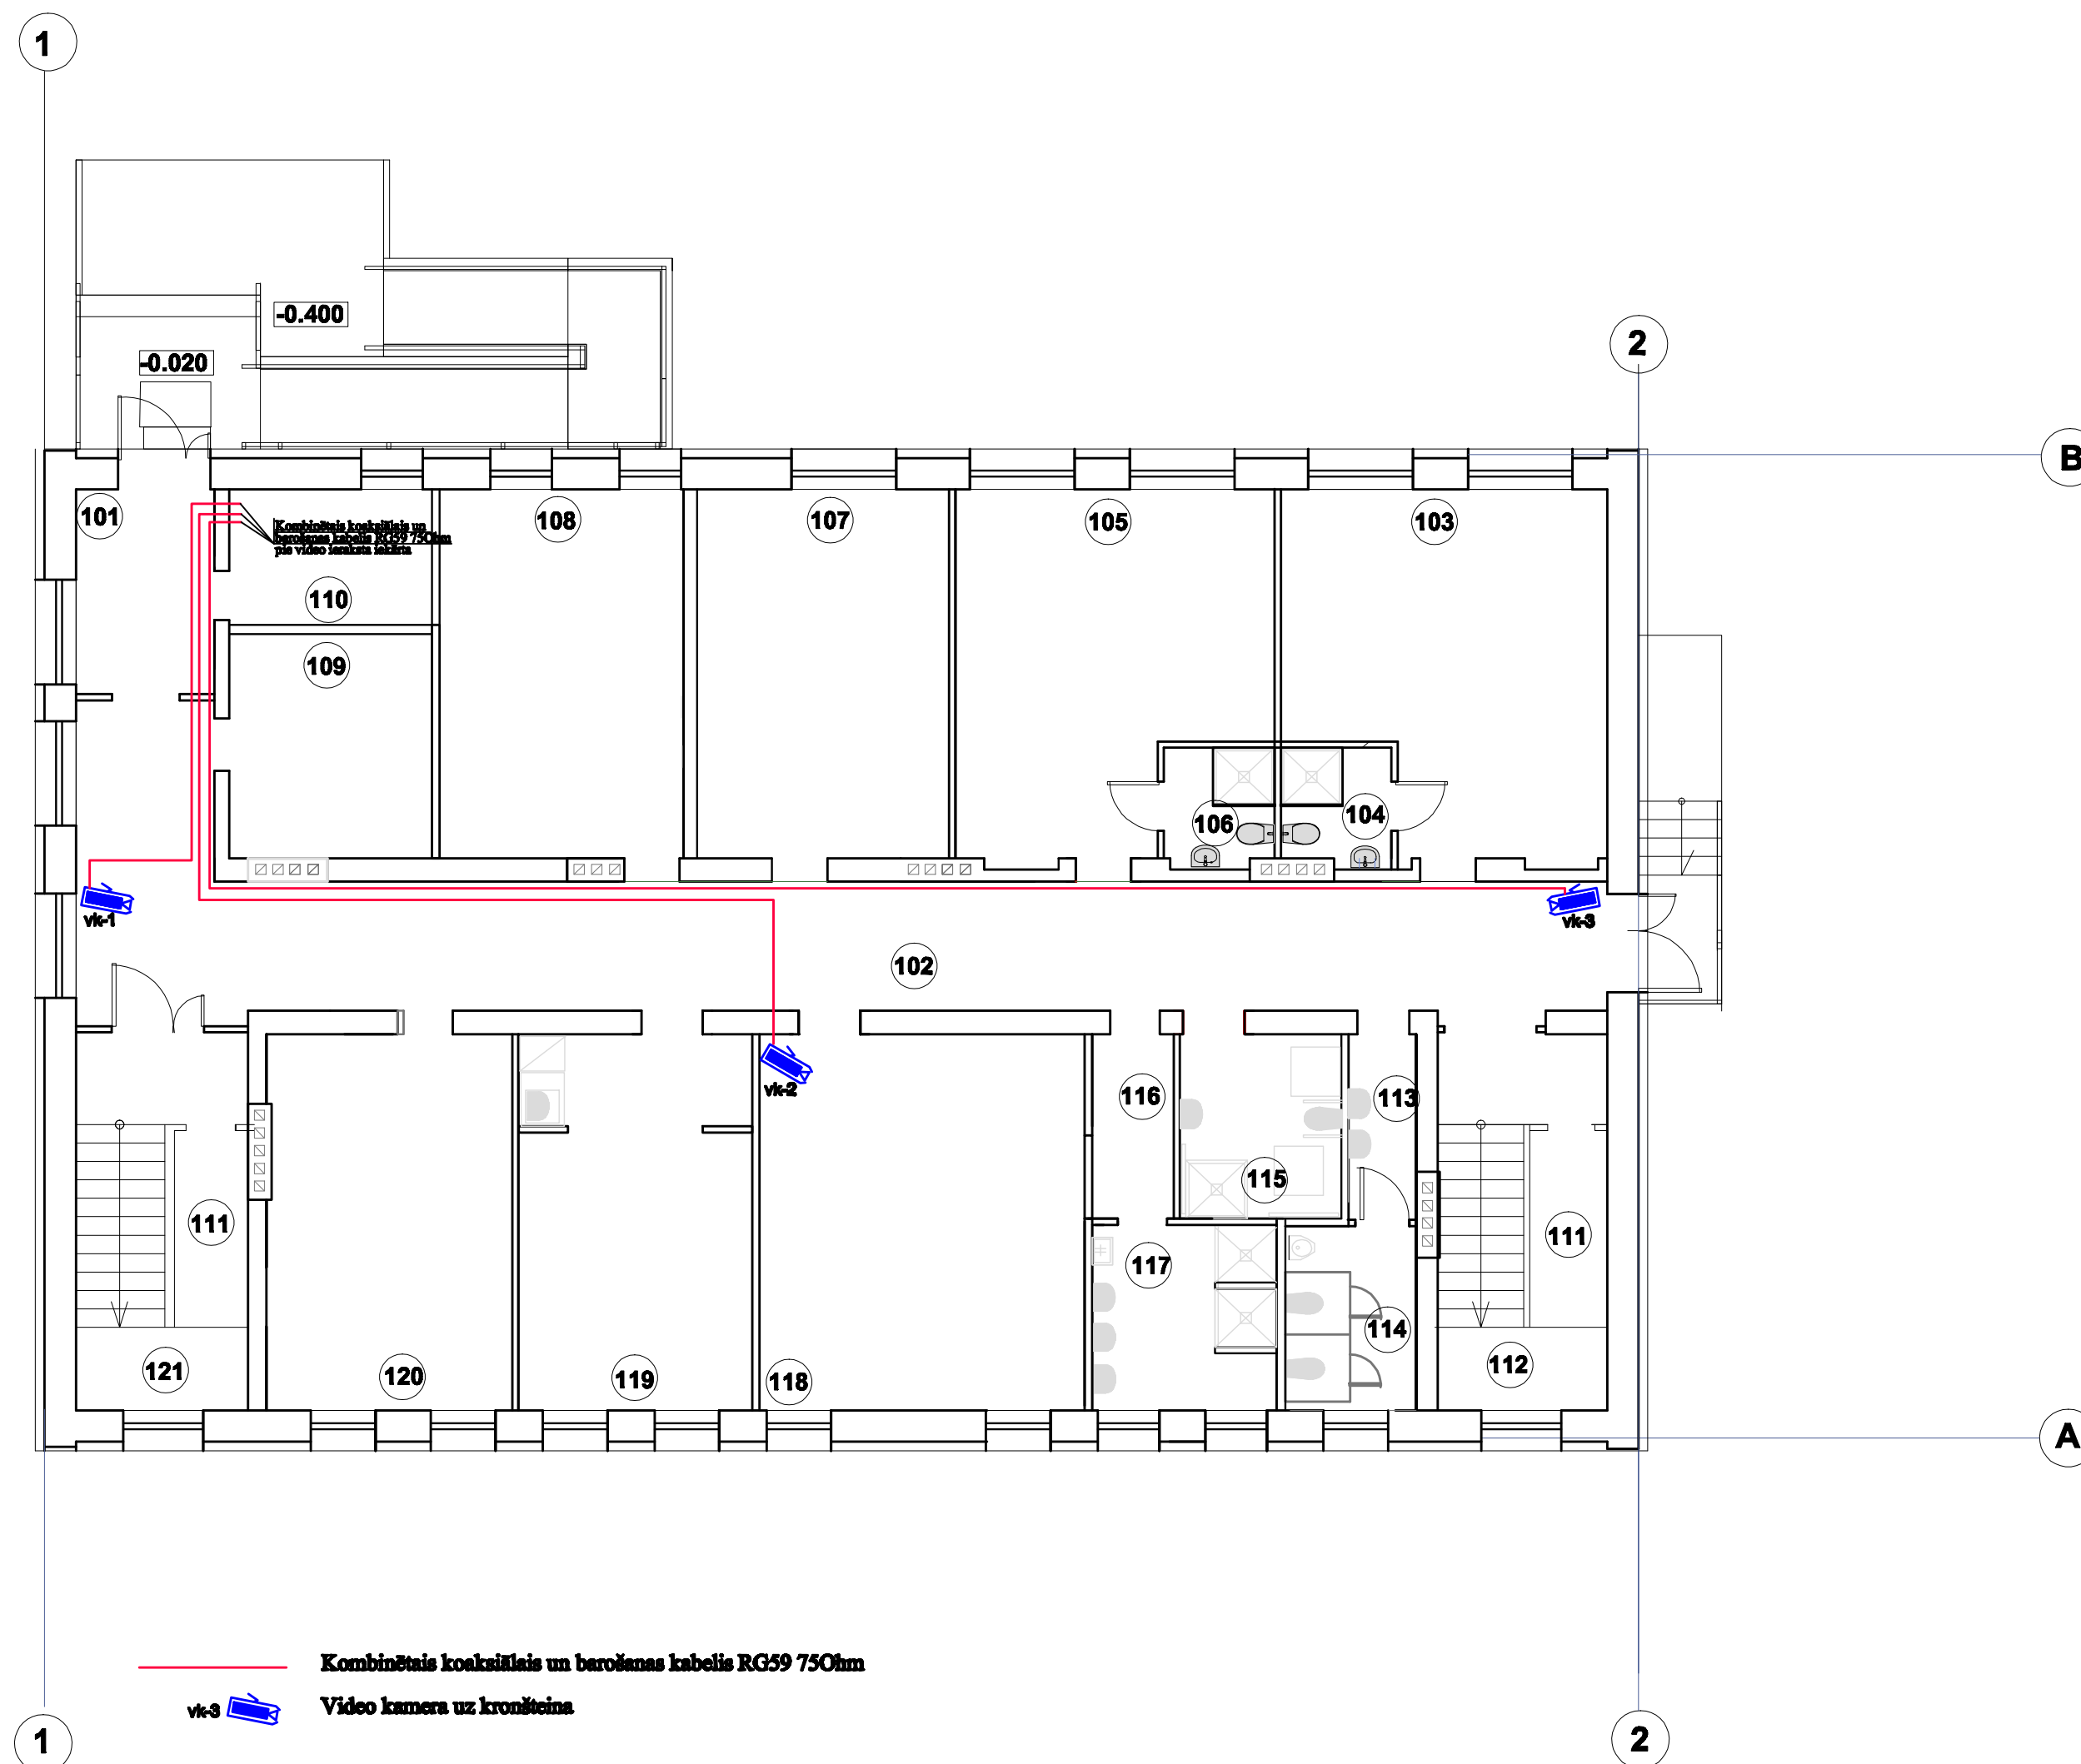 1
-0.400
-0.020
2
B
101
108
107
105
103
Kombinētais koaksiālais un
barošanas kabelis RG59 75Ohm
pie video ieraksta iekārta
110
109
106
104
vk-1
vk-3
102
vk-2
116
113
115
111
111
117
114
121
120
119
118
112
A
Kombinētais koaksiālais un barošanas kabelis RG59 75Ohm
vk-3
Video kamera uz kronšteina
1
2